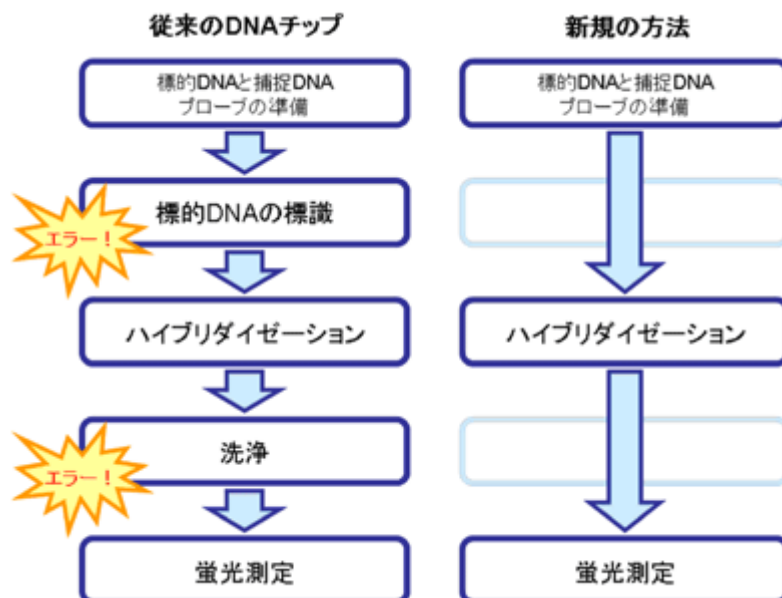 従来のDNAチップ
標的DNAと捕捉DNA
プローブの準備
標的DNAの標識
エラー！
ハイブリダイゼーション
洗浄
エラー！
蛍光測定
新規の方法
標的DNAと捕捉DNA
プローブの準備
ハイブリダイゼーション
蛍光測定